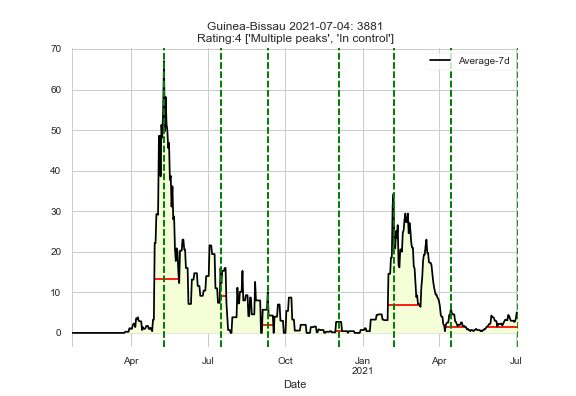 Guinea-Bissau 2021-07-04: 3881
Rating:4 ['Multiple peaks', 'In control']
70
60
50
40
30
20
10
0
Average-7d
Apr
Jul
Oct
Jan
2021
Apr
Jul
Date